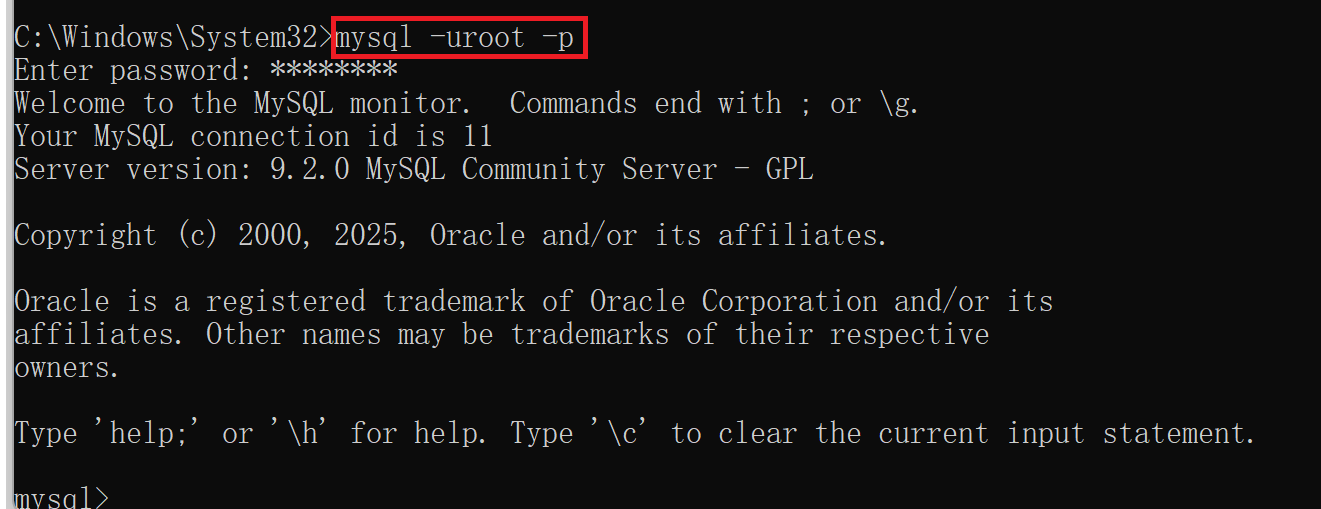 C:\Windows\System32>mysql -uroot -p
Enter password: ********
Welcome to the MySQL monitor.  Commands end with ; or \g.
Your MySQL connection id is 11
Server version: 9.2.0 MySQL Community Server - GPL
Copyright (c) 2000, 2025, Oracle and/or its affiliates.
Oracle is a registered trademark of Oracle Corporation and/or its
affiliates. Other names may be trademarks of their respective
owners.
Type 'help;' or '\h' for help. Type '\c' to clear the current input statement.
mysql>